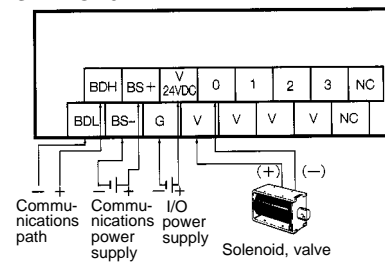 V
BDH BS+ 24VDC 0 1 2 3 NC
BDL BS– G V V V V NC
(+) (–)
– + – + – +
Commu-
nications
path
Commu-
nications
power
supply
I/O
power
supply
Solenoid, valve